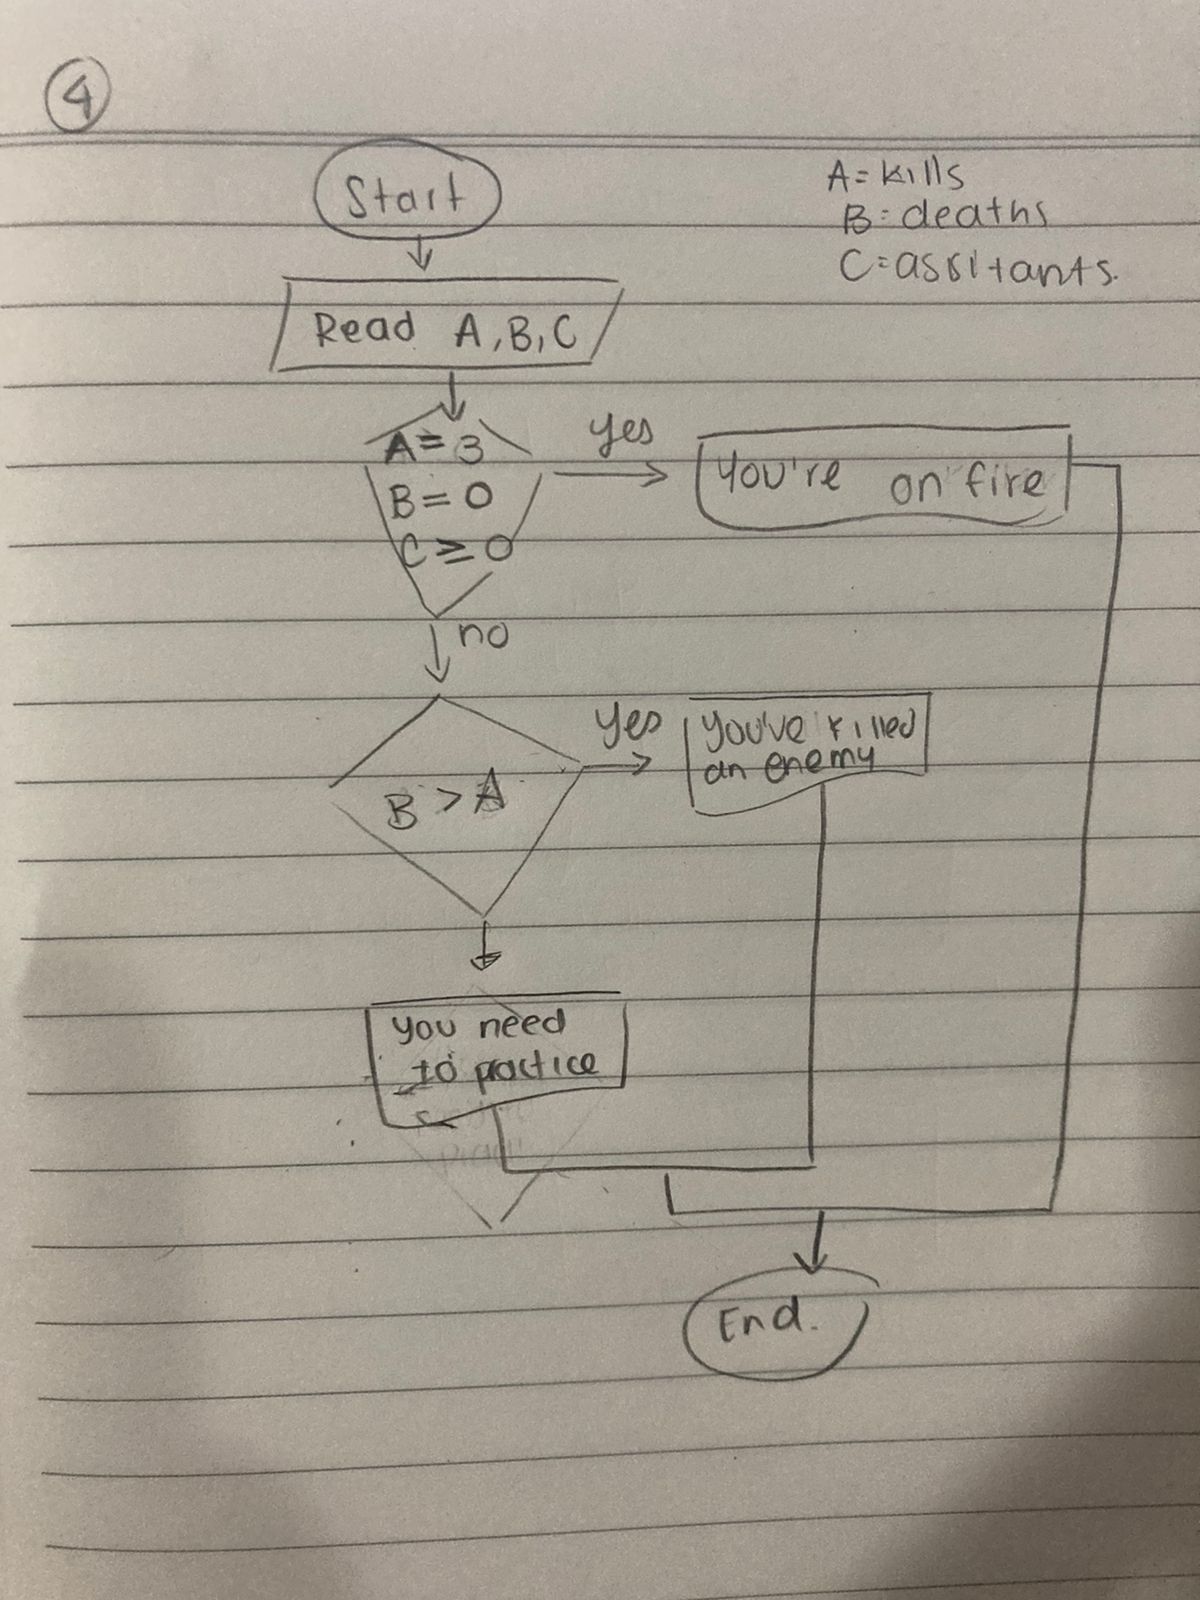 4
Start
A=kills
B=deaths
C=assitants.
Read A,B,C
A=3
B=0
C≥0
yes
You're on fire
no
B>A
yes
you've killed
an enemy
you need
to practice
End.